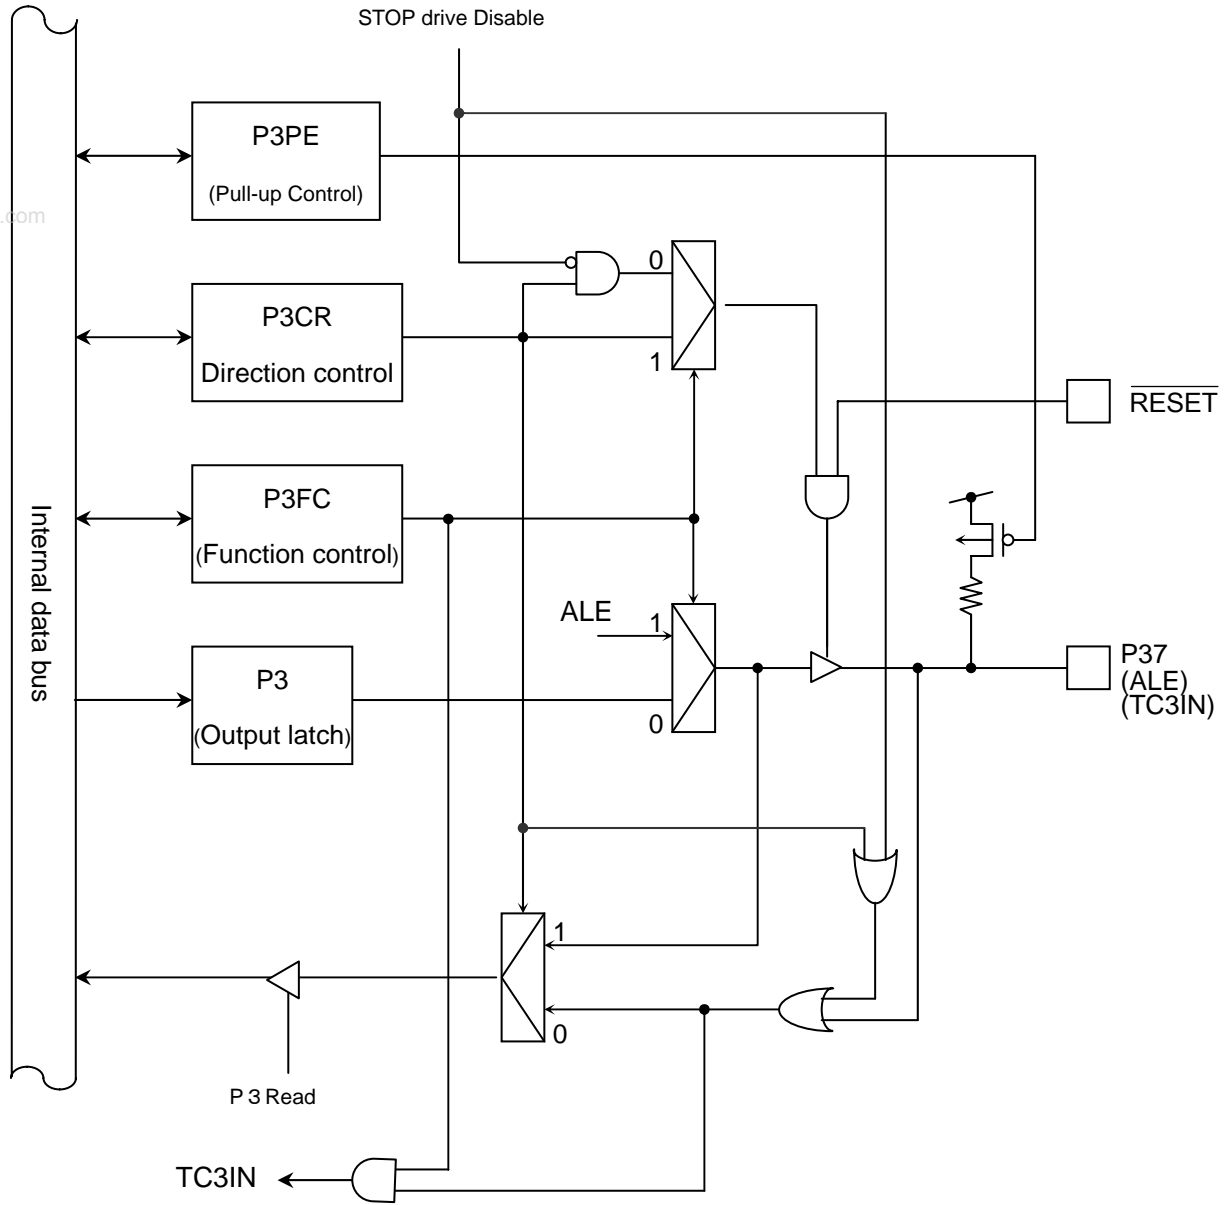 STOP drive Disable
P3PE
(Pull-up Control)
.com
0
P3CR
Direction control
1
RESET
P3FC
(Function control)
Internal data bus
ALE
1
P3
(Output latch)
0
P37
(ALE)
(TC3IN)
1
0
P 3 Read
TC3IN